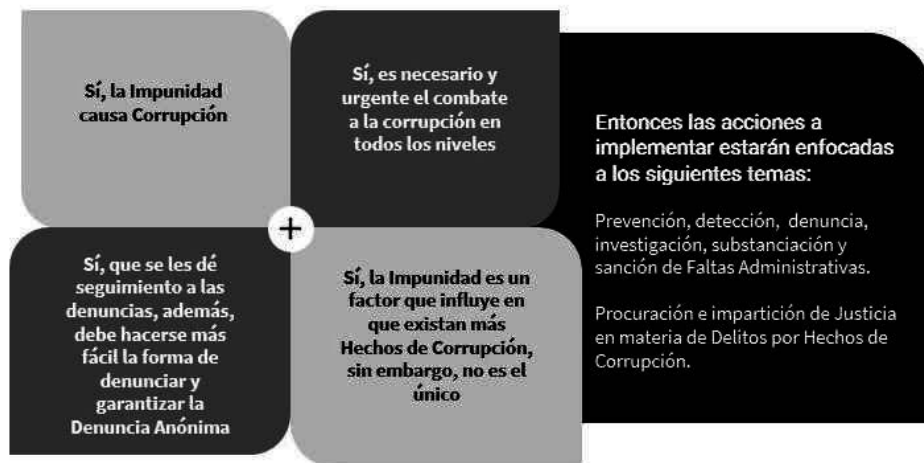 Sí, la Impunidad
causa Corrupción
Sí, es necesario y
urgente el combate
a la corrupción en
todos los niveles
+
Sí, que se les dé
seguimiento a las
denuncias, además,
debe hacerse más
fácil la forma de
denunciar y
garantizar la
Denuncia Anónima
Sí, la Impunidad es un
factor que influye en
que existan más
Hechos de Corrupción,
sin embargo, no es el
único
Entonces las acciones a
implementar estarán enfocadas
a los siguientes temas:
Prevención, detección, denuncia,
investigación, substanciación y
sanción de Faltas Administrativas.
Procuración e impartición de Justicia
en materia de Delitos por Hechos de
Corrupción.